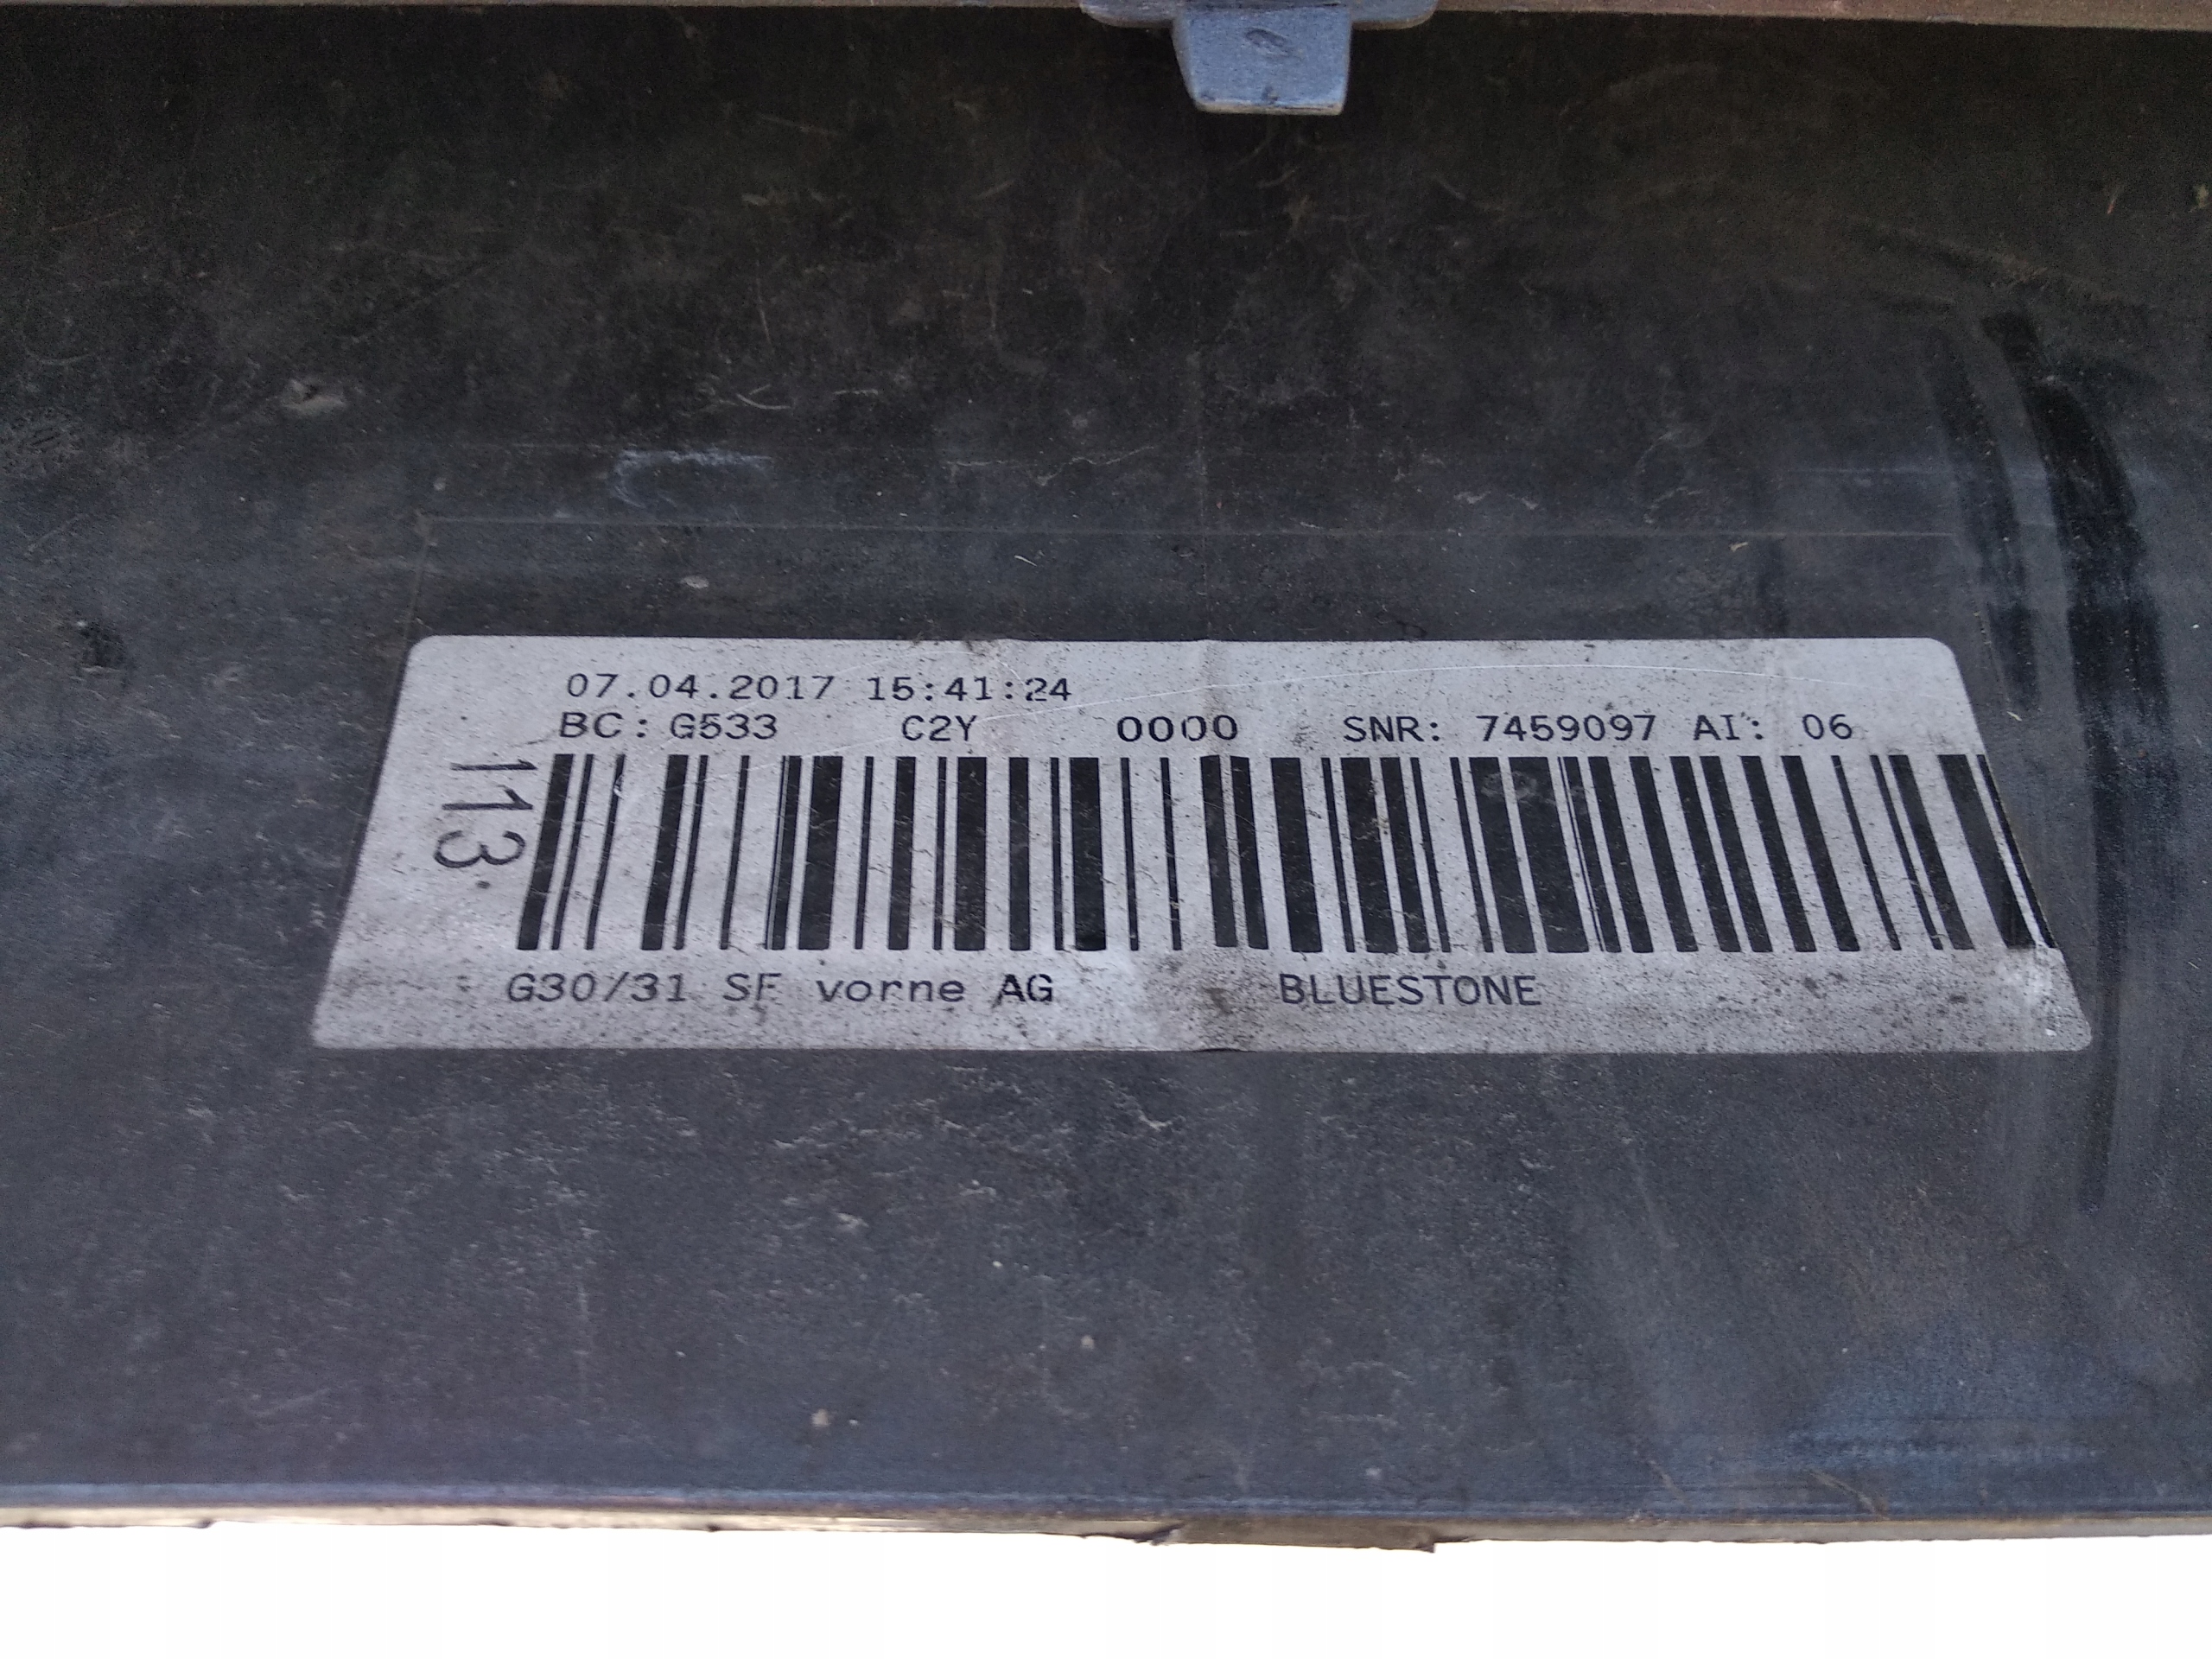 07.04.2017 15:41:24
BC: G533 C2Y 0000 SNR: 7459097 AI: 06
113
G30/31 SF vorne AG BLUESTONE